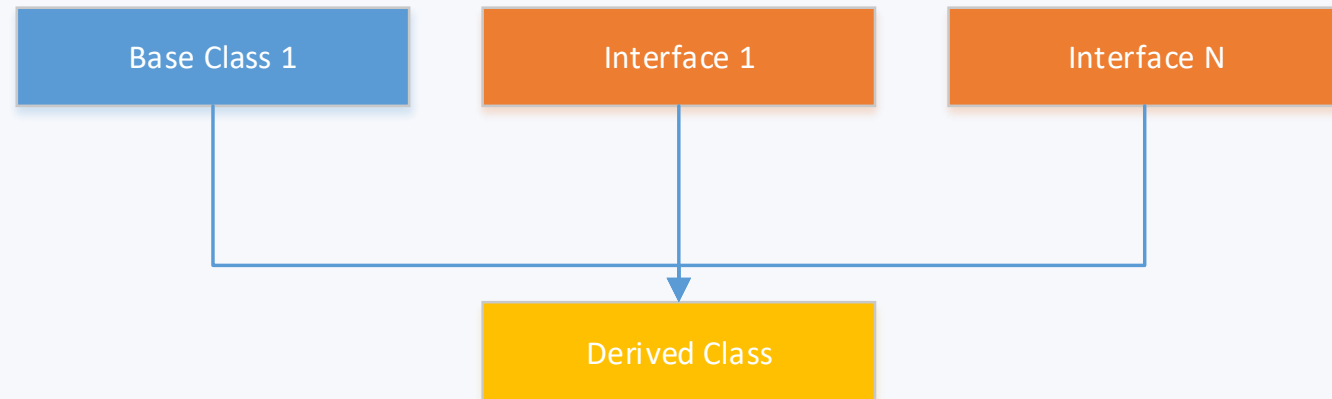 Base Class 1
Interface 1
Interface N
Derived Class